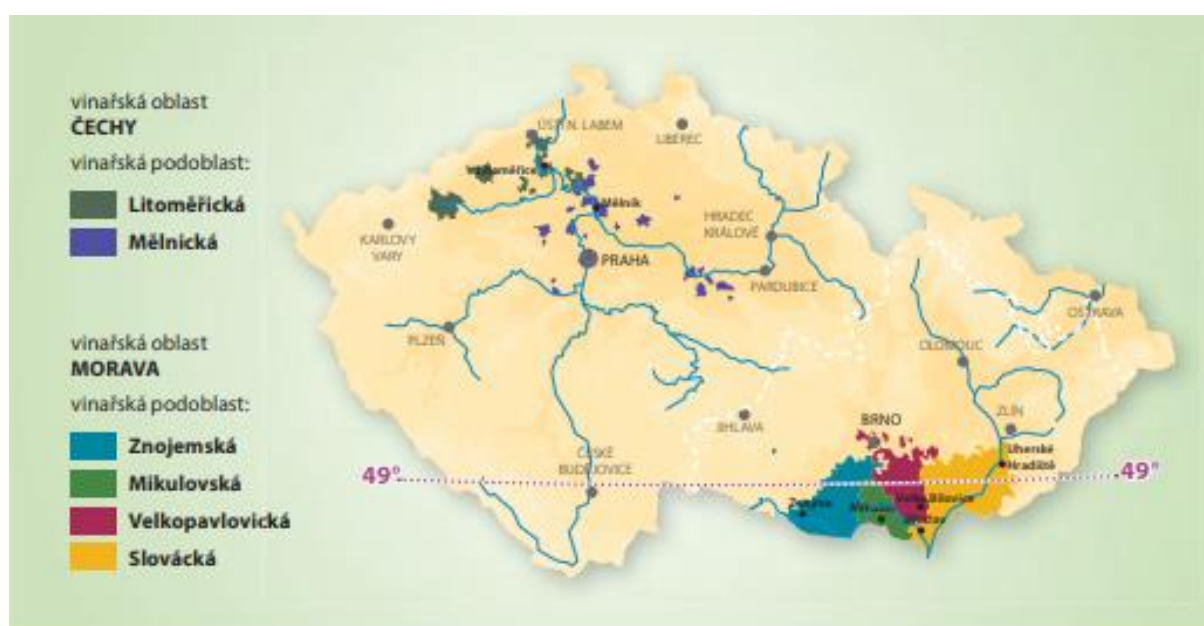 vinařská oblast
ČECHY
vinařská podoblast:
Litoměřická
Mělnická
vinařská oblast
MORAVA
vinařská podoblast:
Znojemská
Mikulovská
Velkopavlovická
Slovácká
ÚSTÍ N. LABEM
LIBEREC
Mělník
KARLOVY
VARY
HRADEC
KRÁLOVÉ
PRAHA
PARDUBICE
PLZEŇ
OSTRAVA
OLOMOUC
JIHLAVA
BRNO
ZLÍN
Uherské
Hradiště
ČESKÉ
BUDĚJOVICE
49°
49°
Velké Bílovice